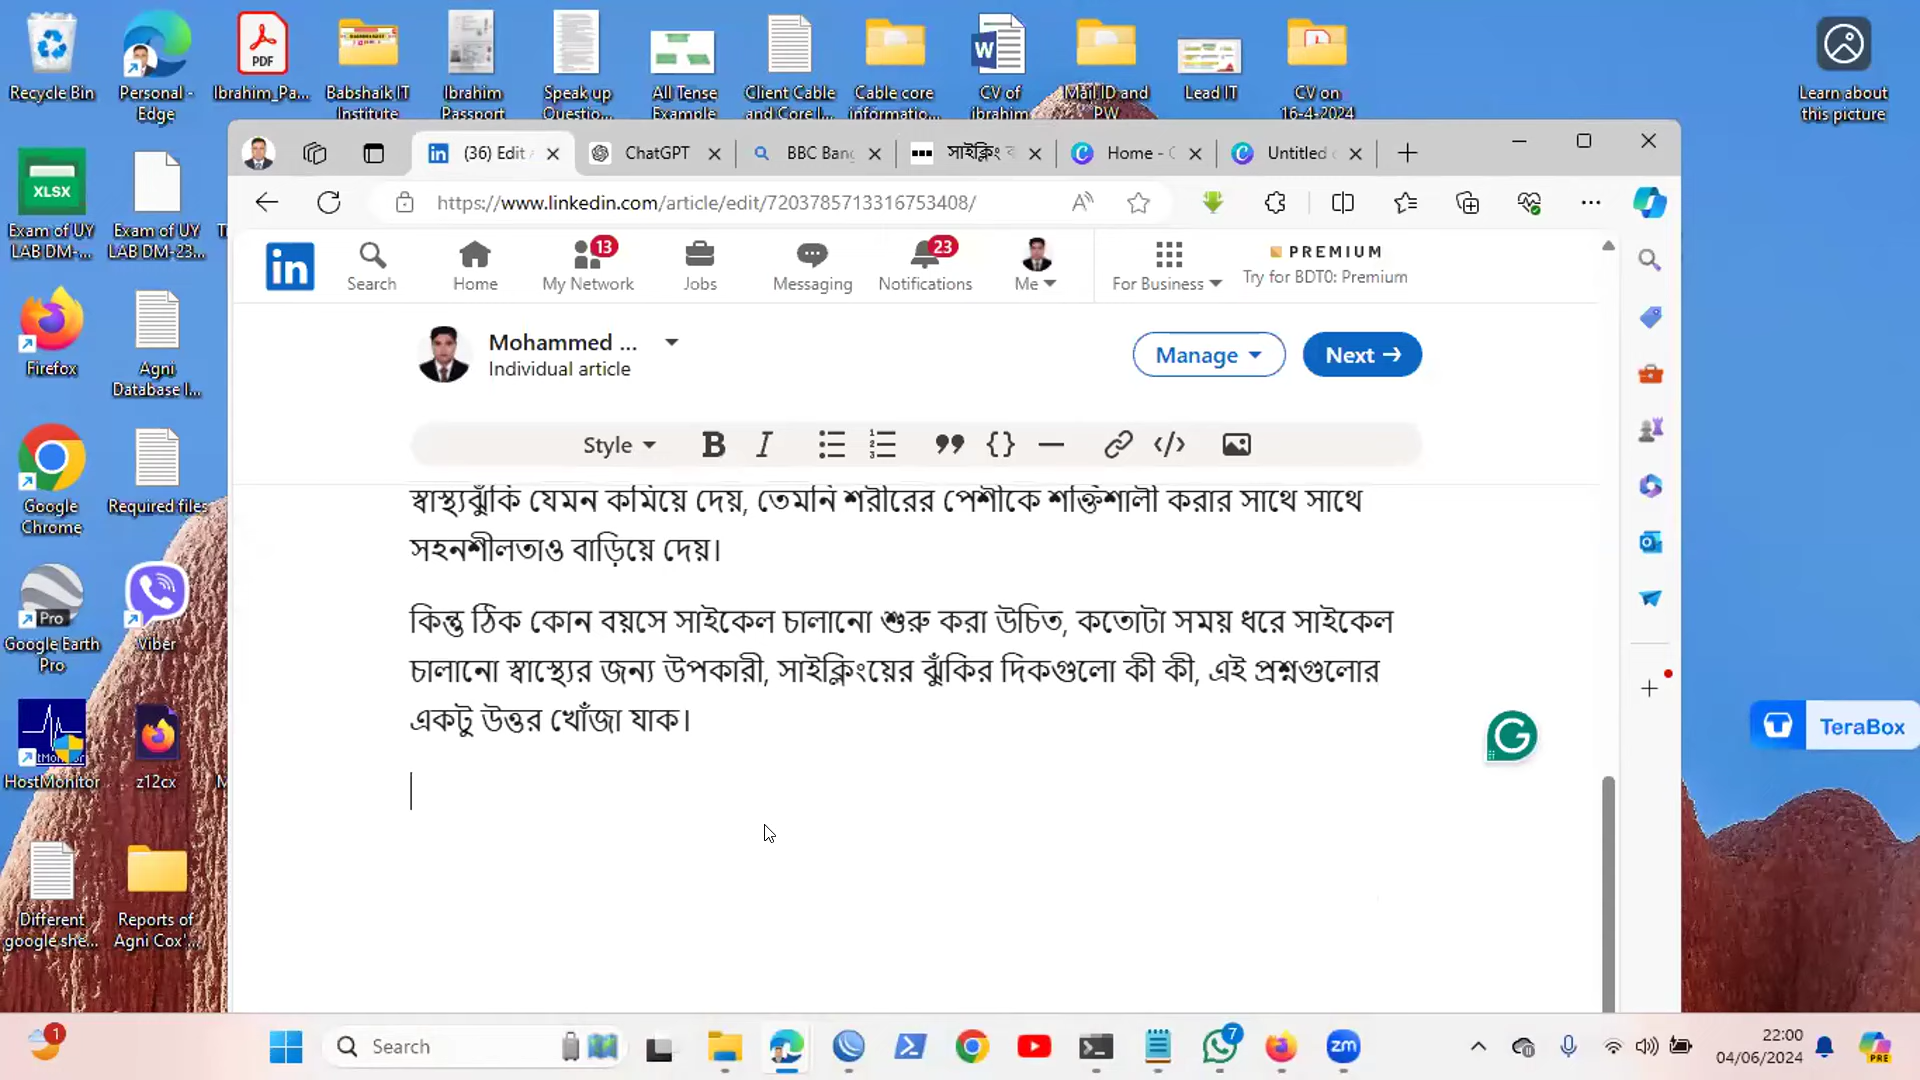 Recycle Bin
Personal - Edge
Ibrahim_Pa...
Babshaik IT Institute
Ibrahim Passport
Speak up Questio...
All Tense Example
Client Cable and Core I...
Cable core informatio...
CV of ibrahim
Mail ID and PW
Lead IT
CV on 16-4-2024
Learn about this picture
(36) Edit
ChatGPT
BBC Ban
সাইক্লিং
Home -
Untitled
https://www.linkedin.com/article/edit/7203785713316753408/
Exam of UY LAB DM-...
Exam of UY LAB DM-23...
13
23
Search
Home
My Network
Jobs
Messaging
Notifications
Me
For Business
PREMIUM
Try for BDT0: Premium
Firefox
Agni Database I...
Mohammed ...
Individual article
Manage
Next
Style
Google Chrome
Required files
স্বাস্থ্যঝুঁকি যেমন কমিয়ে দেয়, তেমনি শরীরের পেশীকে শক্তিশালী করার সাথে সাথে
সহনশীলতাও বাড়িয়ে দেয়।
কিন্তু ঠিক কোন বয়সে সাইকেল চালানো শুরু করা উচিত, কতোটা সময় ধরে সাইকেল
চালানো স্বাস্থ্যের জন্য উপকারী, সাইক্লিংয়ের ঝুঁকির দিকগুলো কী কী, এই প্রশ্নগুলোর
একটু উত্তর খোঁজা যাক।
Google Earth Pro
Viber
TeraBox
HostMonitor
z12cx
Different google she...
Reports of Agni Cox'...
1
Search
7
22:00
04/06/2024